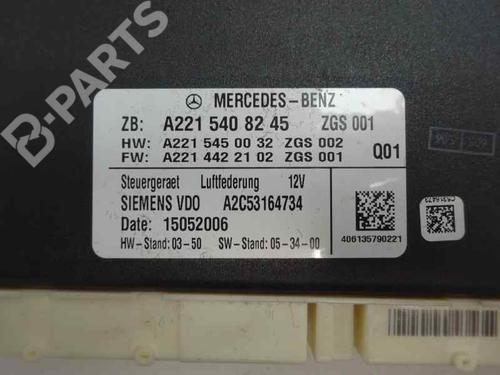 B-PARTS
MERCEDES-BENZ
ZB: A221 540 82 45 ZGS 001
HW: A221 545 00 32 ZGS 002
FW: A221 442 21 02 ZGS 001 Q01
Steuergeraet Luftfederung 12V
SIEMENS VDO A2C53164734
Date: 15052006
HW-Stand: 03-50 SW-Stand: 05-34-00
406135790221